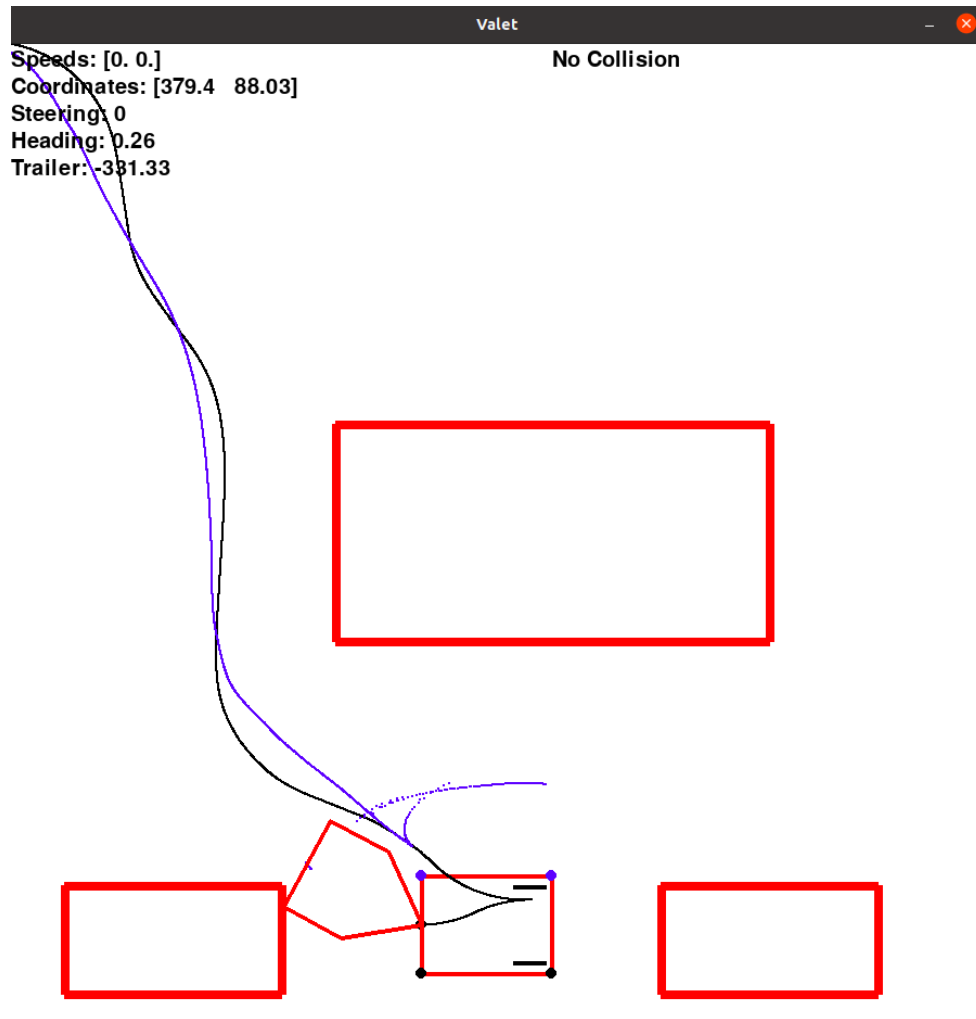 Valet
Speeds: [0. 0.]
No Collision
Coordinates: [379.4   88.03]
Steering: 0
Heading: 0.26
Trailer: -331.33